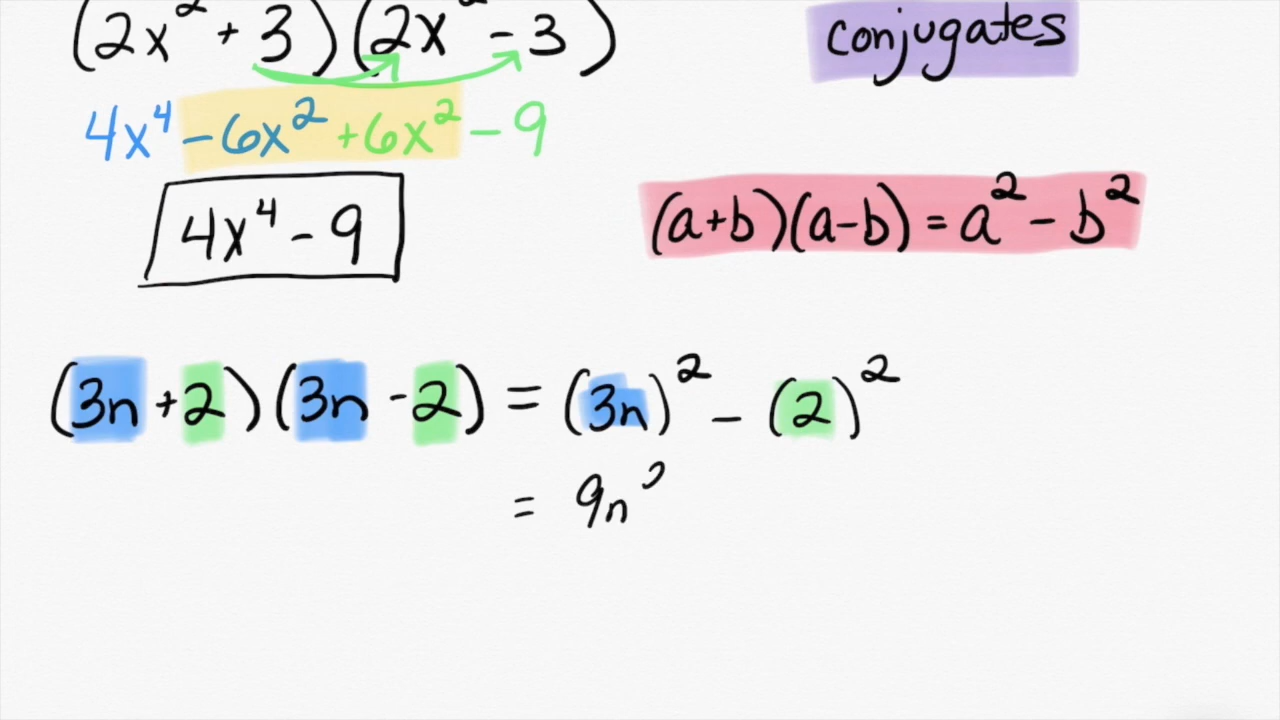 (2x² + 3)(2x² - 3)
conjugates
4x⁴ - 6x² + 6x² - 9
4x⁴ - 9
(a+b)(a-b) = a² - b²
(3n + 2)(3n - 2) = (3n)² - (2)²
= 9n